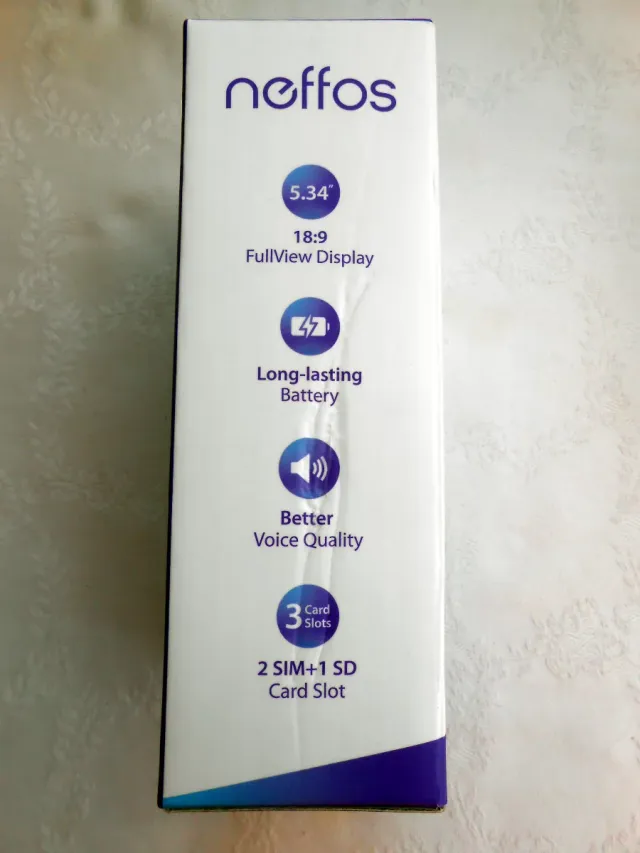 neffos
5.34"
18:9
FullView Display
Long-lasting
Battery
Better
Voice Quality
3 Card
Slots
2 SIM+1 SD
Card Slot